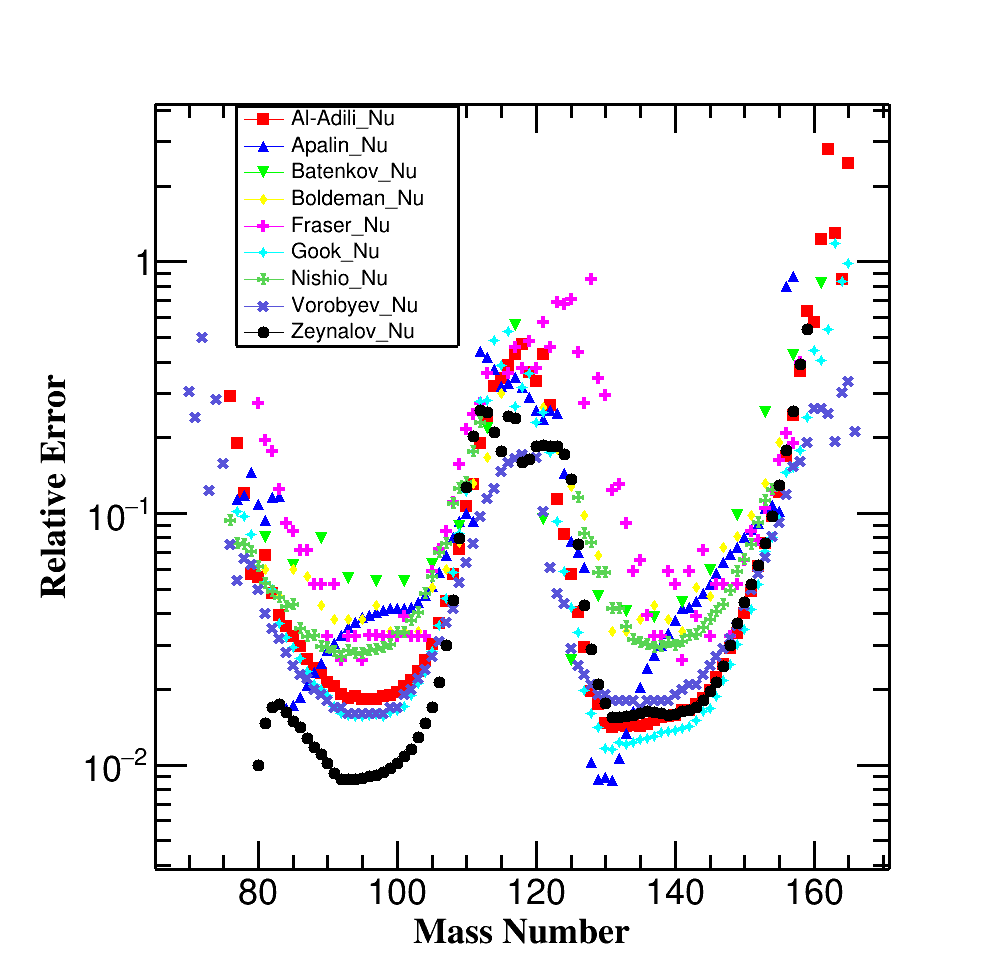 Al-Adili_Nu
Apalin_Nu
Batenkov_Nu
Boldeman_Nu
Fraser_Nu
Gook_Nu
Nishio_Nu
Vorobyev_Nu
Zeynalov_Nu
1
10⁻¹
10⁻²
Relative Error
80 100 120 140 160
Mass Number